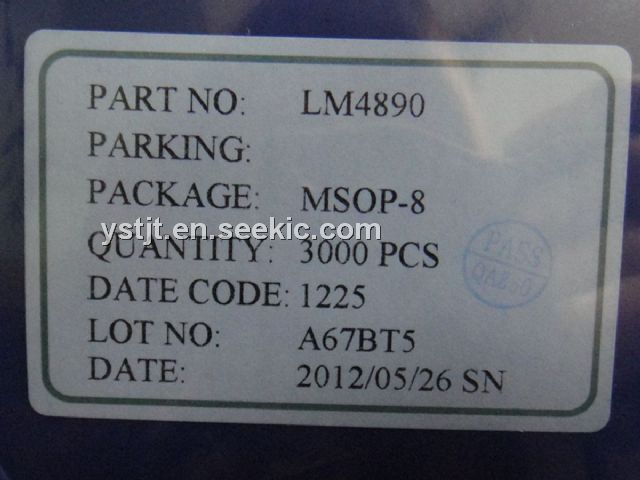 PART NO: LM4890
PARKING:
PACKAGE: MSOP-8
ystjt.en.seekic.com
QUANTITY: 3000 PCS
PASS
DATE CODE: 1225
LOT NO: A67BT5
DATE: 2012/05/26 SN